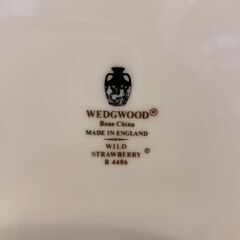 WEDGWOOD®
Bone China
MADE IN ENGLAND
WILD
STRAWBERRY ©
R 4406